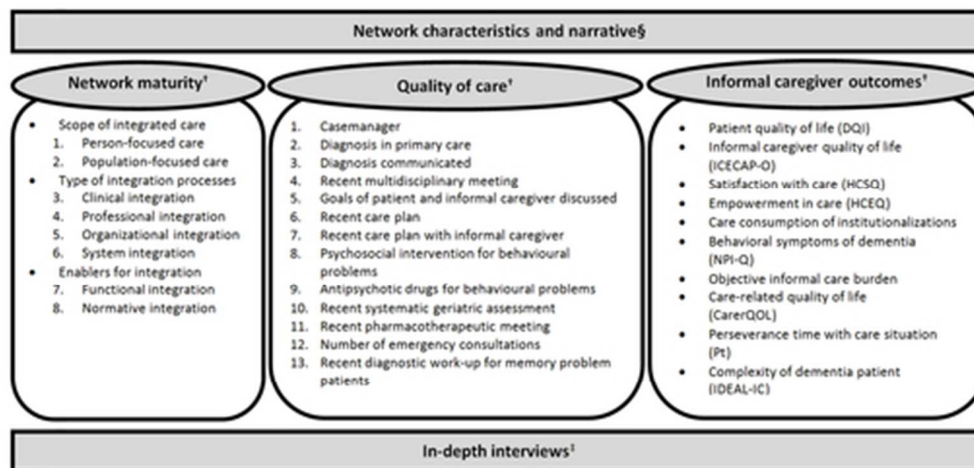 Network characteristics and narrative§
Network maturity†
• Scope of integrated care
1. Person-focused care
2. Population-focused care
• Type of integration processes
3. Clinical integration
4. Professional integration
5. Organizational integration
6. System integration
• Enablers for integration
7. Functional integration
8. Normative integration
Quality of care†
1. Casemanager
2. Diagnosis in primary care
3. Diagnosis communicated
4. Recent multidisciplinary meeting
5. Goals of patient and informal caregiver discussed
6. Recent care plan
7. Recent care plan with informal caregiver
8. Psychosocial intervention for behavioural
problems
9. Antipsychotic drugs for behavioural problems
10. Recent systematic geriatric assessment
11. Recent pharmacotherapeutic meeting
12. Number of emergency consultations
13. Recent diagnostic work-up for memory problem
patients
Informal caregiver outcomes†
• Patient quality of life (DQI)
• Informal caregiver quality of life
(ICECAP-O)
• Satisfaction with care (HCSQ)
• Empowerment in care (HCEQ)
• Care consumption of institutionalizations
• Behavioral symptoms of dementia
(NPI-Q)
• Objective informal care burden
• Care-related quality of life
(CarerQOL)
• Perseverance time with care situation
(Pt)
• Complexity of dementia patient
(IDEAL-IC)
In-depth interviews‡